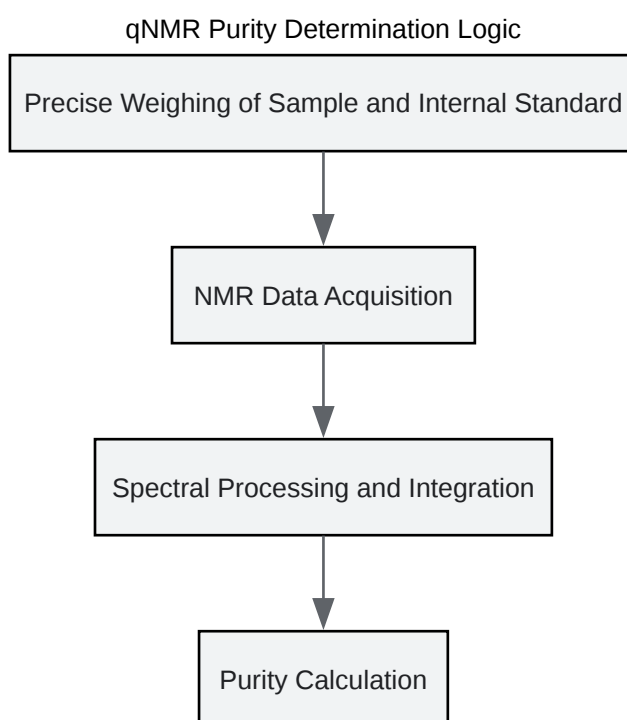 qNMR Purity Determination Logic
Precise Weighing of Sample and Internal Standard
NMR Data Acquisition
Spectral Processing and Integration
Purity Calculation